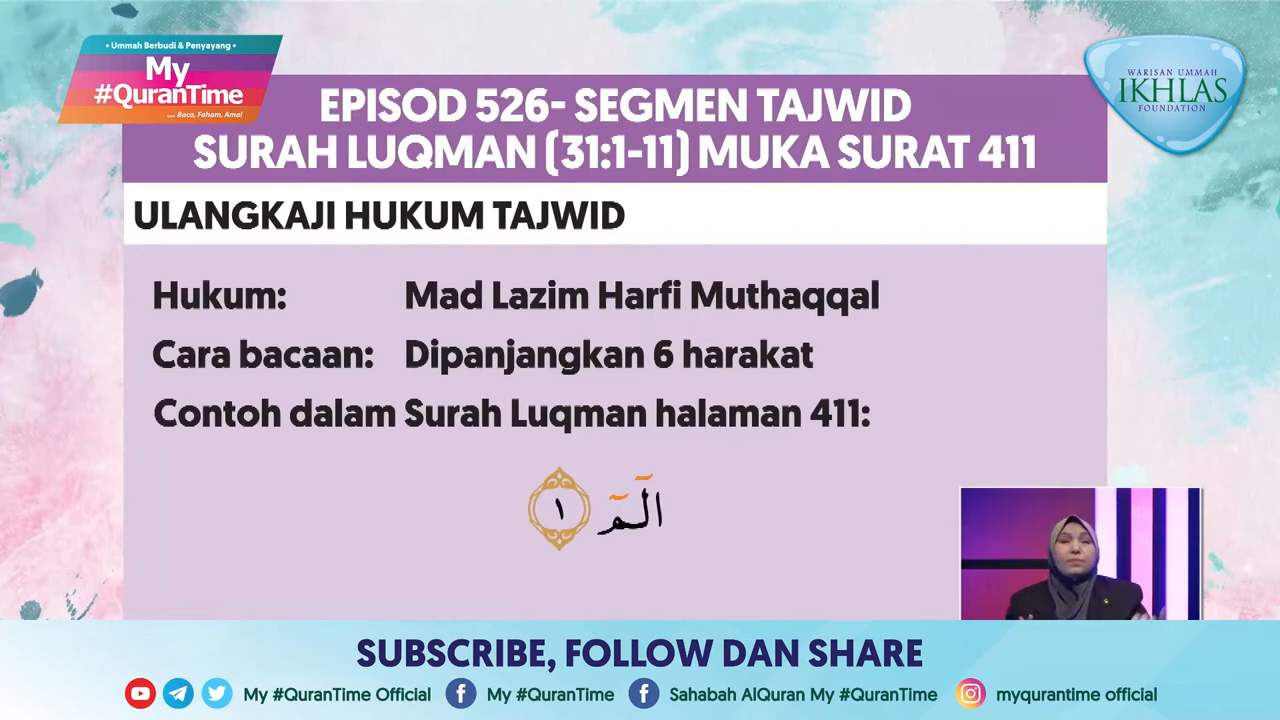 • Ummah Berbudi & Penyayang •
My
#QuranTime
... Baca, Faham, Amal
WARISAN UMMAH
IKHLAS
FOUNDATION
EPISOD 526- SEGMEN TAJWID
SURAH LUQMAN (31:1-11) MUKA SURAT 411
ULANGKAJI HUKUM TAJWID
Hukum: Mad Lazim Harfi Muthaqqal
Cara bacaan: Dipanjangkan 6 harakat
Contoh dalam Surah Luqman halaman 411:
الٓمٓ ١
SUBSCRIBE, FOLLOW DAN SHARE
My #QuranTime Official My #QuranTime Sahabah AlQuran My #QuranTime myqurantime official